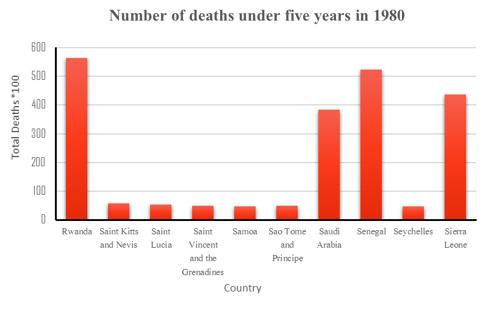 Number of deaths under five years in 1980
Total Deaths*100
600
500
400
300
200
100
0
Rwanda
Saint Kitts
and Nevis
Saint
Lucia
Saint
Vincent
and the
Grenadines
Samoa
Sao Tome
and
Principe
Saudi
Arabia
Senegal
Seychelles
Sierra
Leone
Country